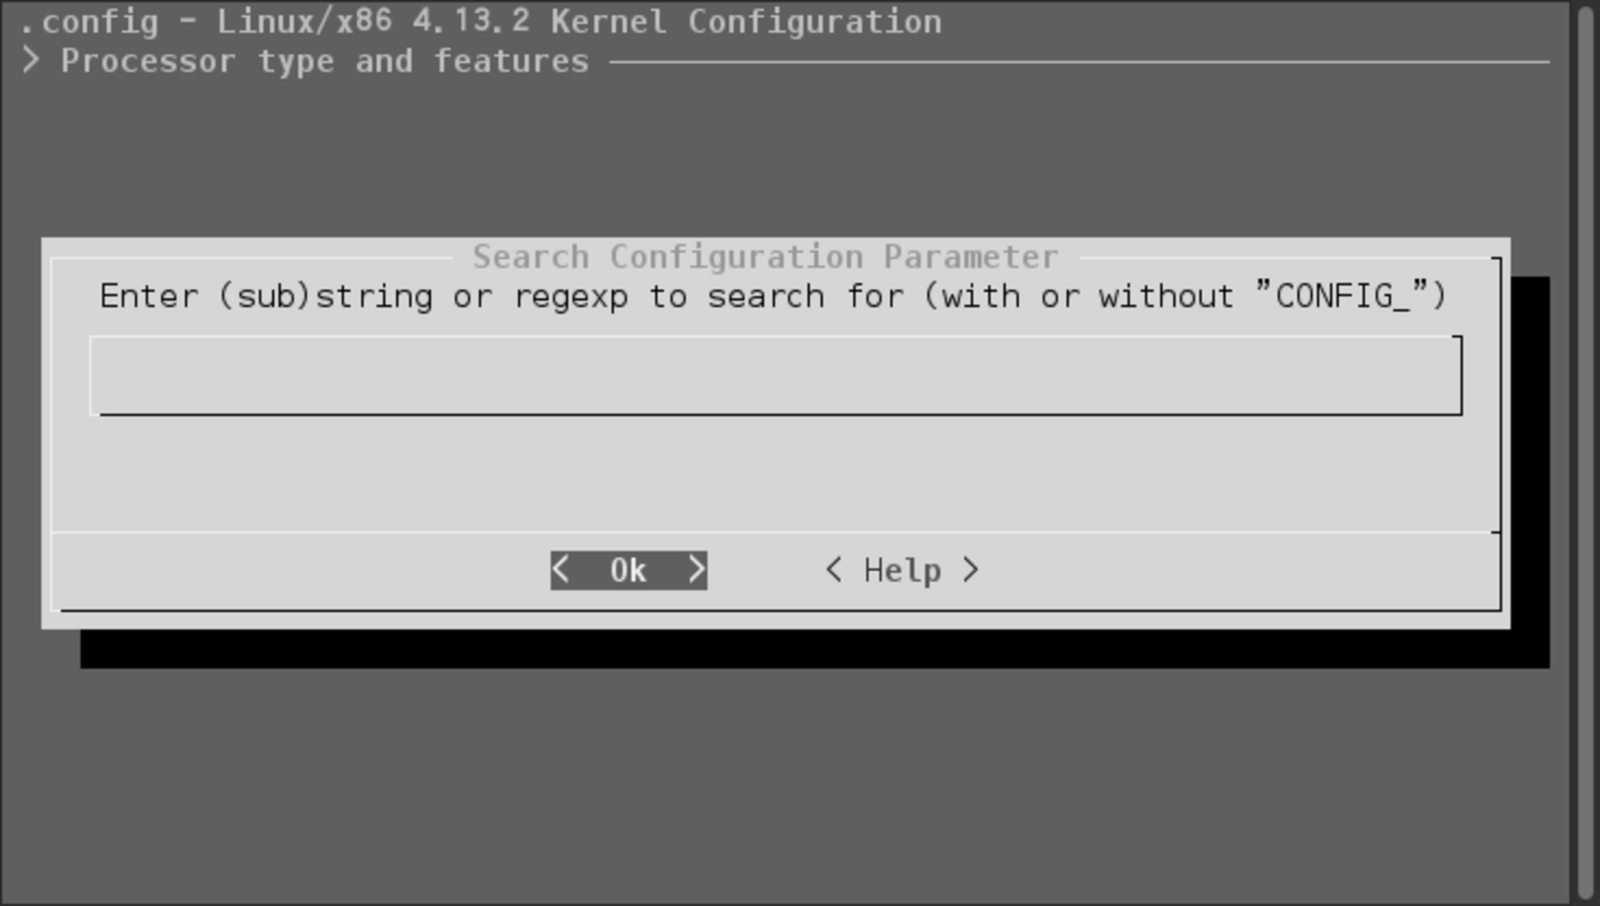 .config - Linux/x86 4.13.2 Kernel Configuration
> Processor type and features
Search Configuration Parameter
Enter (sub)string or regexp to search for (with or without "CONFIG_")
< Ok > < Help >